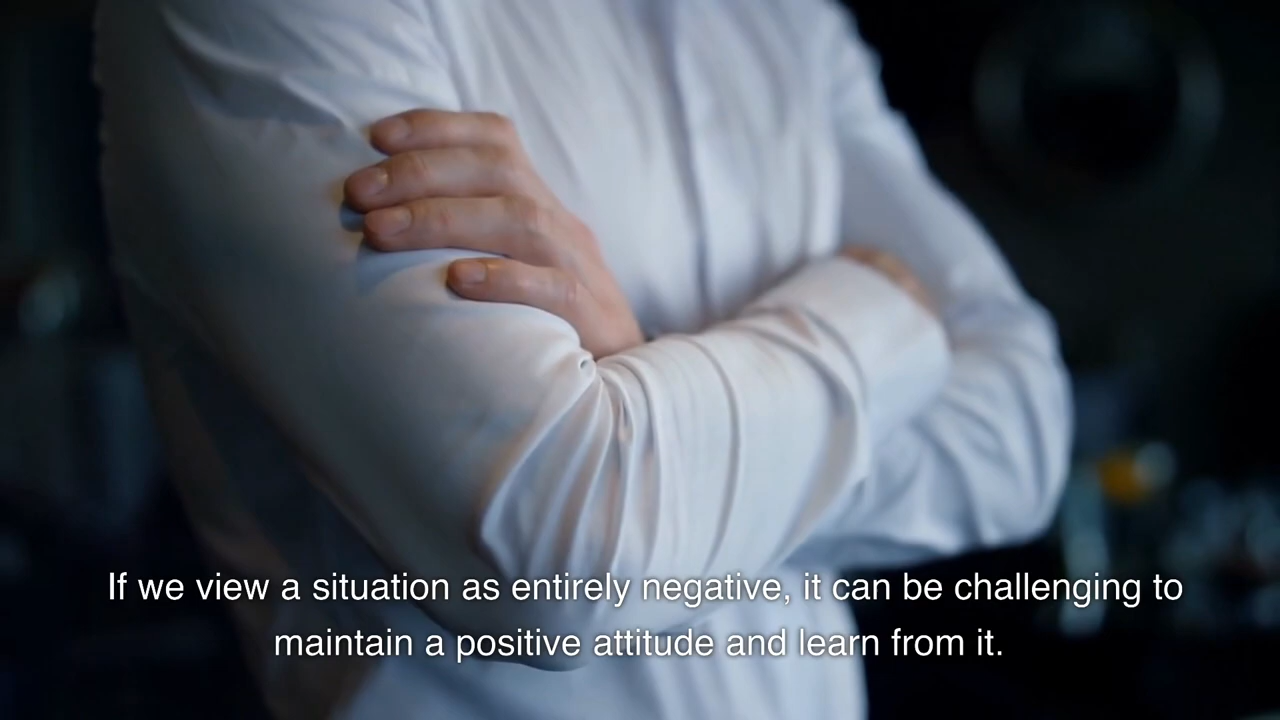 If we view a situation as entirely negative, it can be challenging to
maintain a positive attitude and learn from it.